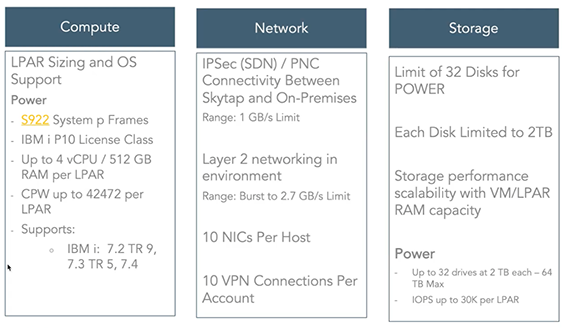 Compute
LPAR Sizing and OS
Support
Power
- S922 System p Frames
- IBM i P10 License Class
- Up to 4 vCPU / 512 GB
RAM per LPAR
- CPW up to 42472 per
LPAR
- Supports:
o IBM i: 7.2 TR 9,
7.3 TR 5, 7.4
Network
IPSec (SDN) / PNC
Connectivity Between
Skytap and On-Premises
Range: 1 GB/s Limit
Layer 2 networking in
environment
Range: Burst to 2.7 GB/s Limit
10 NICs Per Host
10 VPN Connections Per
Account
Storage
Limit of 32 Disks for
POWER
Each Disk Limited to 2TB
Storage performance
scalability with VM/LPAR
RAM capacity
Power
- Up to 32 drives at 2 TB each – 64
TB Max
- IOPS up to 30K per LPAR